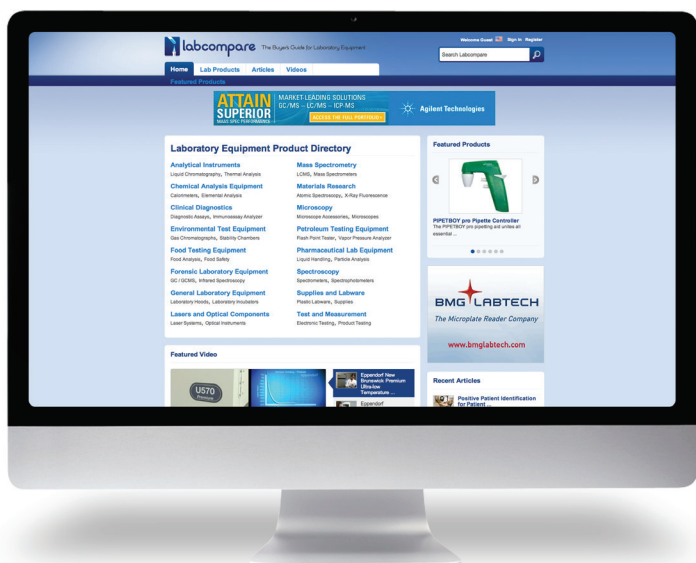 labcompare The Buyer's Guide for Laboratory Equipment
Welcome Guest Sign in Register
Search Labcompare
Home Lab Products Articles Videos
Featured Products
ATTAIN
SUPERIOR
MASS SPEC PERFORMANCE
MARKET-LEADING SOLUTIONS
GC/MS – LC/MS – ICP-MS
ACCESS THE FULL PORTFOLIO>
Agilent Technologies
Laboratory Equipment Product Directory
Analytical Instruments
Liquid Chromatography, Thermal Analysis
Chemical Analysis Equipment
Calorimeters, Elemental Analysis
Clinical Diagnostics
Diagnostic Assays, Immunoassay Analyzer
Environmental Test Equipment
Gas Chromatographs, Stability Chambers
Food Testing Equipment
Food Analysis, Food Safety
Forensic Laboratory Equipment
GC / GCMS, Infrared Spectroscopy
General Laboratory Equipment
Laboratory Hoods, Laboratory Incubators
Lasers and Optical Components
Laser Systems, Optical Instruments
Mass Spectrometry
LCMS, Mass Spectrometers
Materials Research
Atomic Spectroscopy, X-Ray Fluorescence
Microscopy
Microscope Accessories, Microscopes
Petroleum Testing Equipment
Flash Point Tester, Vapor Pressure Analyzer
Pharmaceutical Lab Equipment
Liquid Handling, Particle Analysis
Spectroscopy
Spectrometers, Spectrophotometers
Supplies and Labware
Plastic Labware, Supplies
Test and Measurement
Electronic Testing, Product Testing
Featured Products
PIPETBOY pro Pipette Controller
The PIPETBOY pro pipetting aid unites all
essential ...
BMG LABTECH
The Microplate Reader Company
www.bmglabtech.com
Featured Video
U570
Premium
Eppendorf New
Brunswick Premium
Ultra-low
Temperature ...
Eppendorf
Recent Articles
Positive Patient Identification
for Patient ...